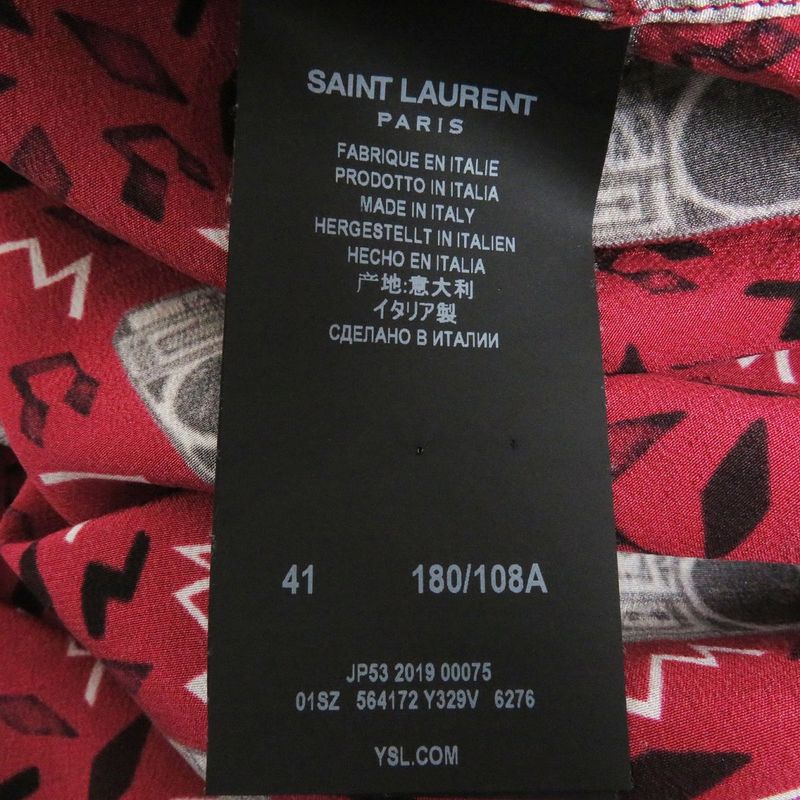 SAINT LAURENT
PARIS
FABRIQUE EN ITALIE
PRODOTTO IN ITALIA
MADE IN ITALY
HERGESTELLT IN ITALIEN
HECHO EN ITALIA
产地:意大利
イタリア製
СДЕЛАНО В ИТАЛИИ
41 180/108A
JP53 2019 00075
01SZ 564172 Y329V 6276
YSL.COM